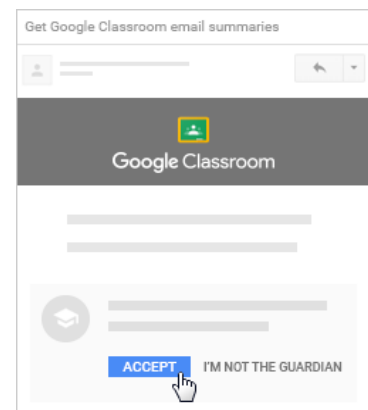 Get Google Classroom email summaries
Google Classroom
ACCEPT I'M NOT THE GUARDIAN